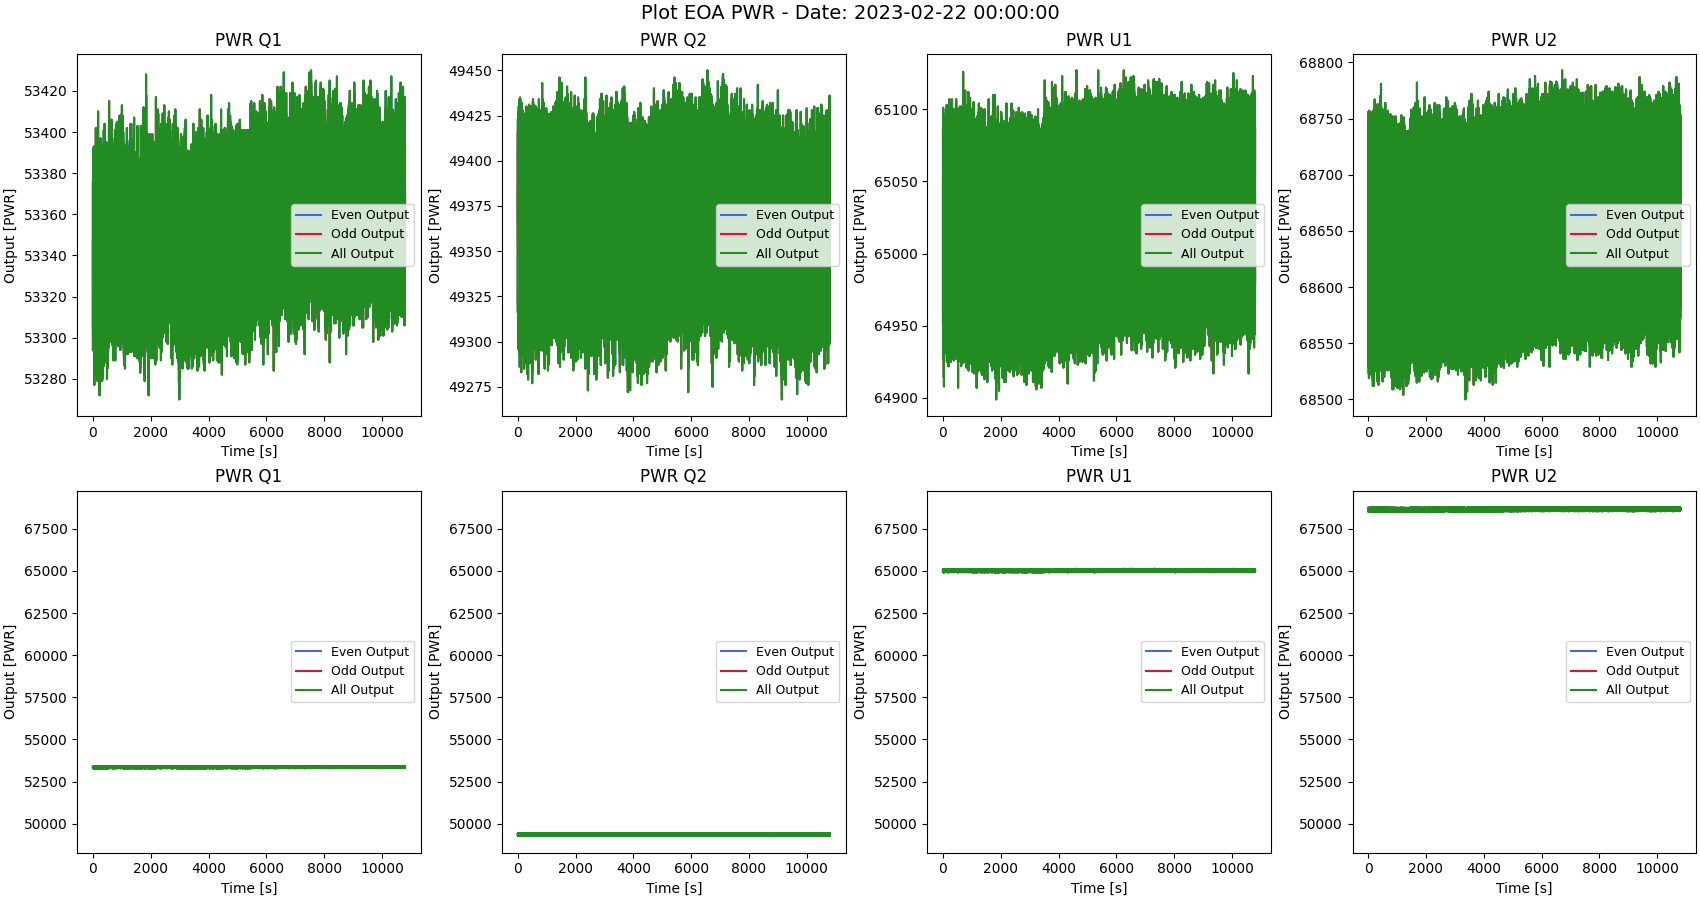 Plot EOA PWR - Date: 2023-02-22 00:00:00
PWR Q1
Output [PWR]
53420
53400
53380
53360
53340
53320
53300
53280
0 2000 4000 6000 8000 10000
Time [s]
Even Output
Odd Output
All Output
PWR Q2
Output [PWR]
49450
49425
49400
49375
49350
49325
49300
49275
0 2000 4000 6000 8000 10000
Time [s]
Even Output
Odd Output
All Output
PWR U1
Output [PWR]
65100
65050
65000
64950
64900
0 2000 4000 6000 8000 10000
Time [s]
Even Output
Odd Output
All Output
PWR U2
Output [PWR]
68800
68750
68700
68650
68600
68550
68500
0 2000 4000 6000 8000 10000
Time [s]
Even Output
Odd Output
All Output
PWR Q1
Output [PWR]
67500
65000
62500
60000
57500
55000
52500
50000
0 2000 4000 6000 8000 10000
Time [s]
Even Output
Odd Output
All Output
PWR Q2
Output [PWR]
67500
65000
62500
60000
57500
55000
52500
50000
0 2000 4000 6000 8000 10000
Time [s]
Even Output
Odd Output
All Output
PWR U1
Output [PWR]
67500
65000
62500
60000
57500
55000
52500
50000
0 2000 4000 6000 8000 10000
Time [s]
Even Output
Odd Output
All Output
PWR U2
Output [PWR]
67500
65000
62500
60000
57500
55000
52500
50000
0 2000 4000 6000 8000 10000
Time [s]
Even Output
Odd Output
All Output